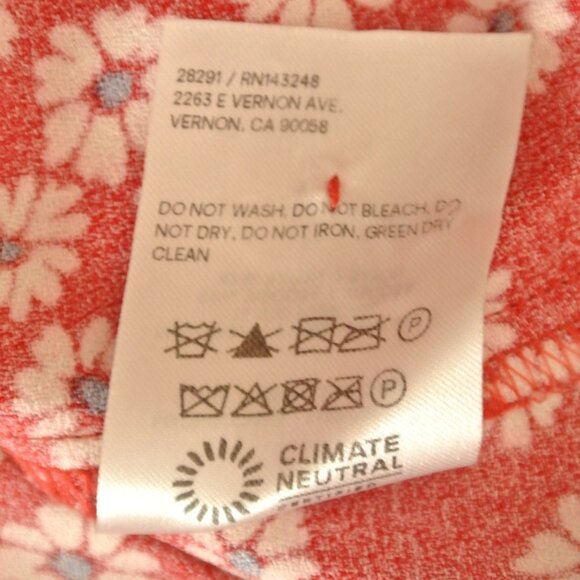 28291 / RN143248
2263 E VERNON AVE.
VERNON, CA 90058
DO NOT WASH. DO NOT BLEACH. DO
NOT DRY. DO NOT IRON. GREEN DRY
CLEAN
P
P
CLIMATE
NEUTRAL
CERTIFIED